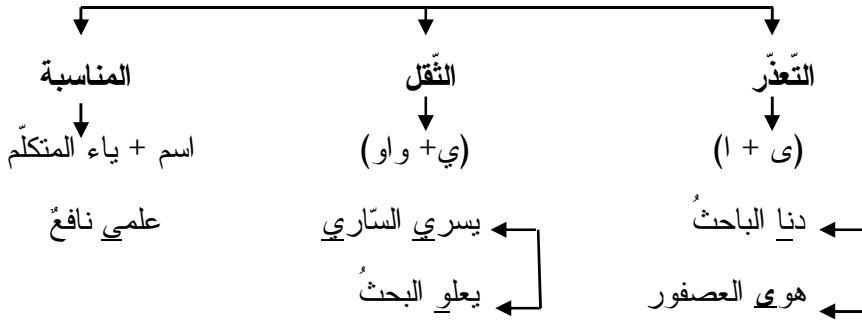 التّعذّر الثّقل المناسبة
(ى + ا) (ي+ واو) اسم + ياء المتكلّم
دنا الباحثُ يسري السّاري علمي نافعٌ
هوى العصفور يعلو البحثُ